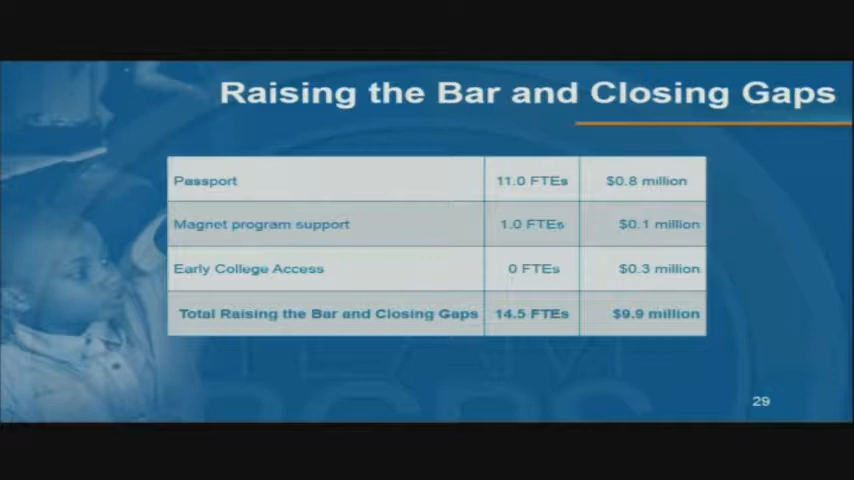 Raising the Bar and Closing Gaps
Passport 11.0 FTEs $0.8 million
Magnet program support 1.0 FTEs $0.1 million
Early College Access 0 FTEs $0.3 million
Total Raising the Bar and Closing Gaps 14.5 FTEs $9.9 million
29